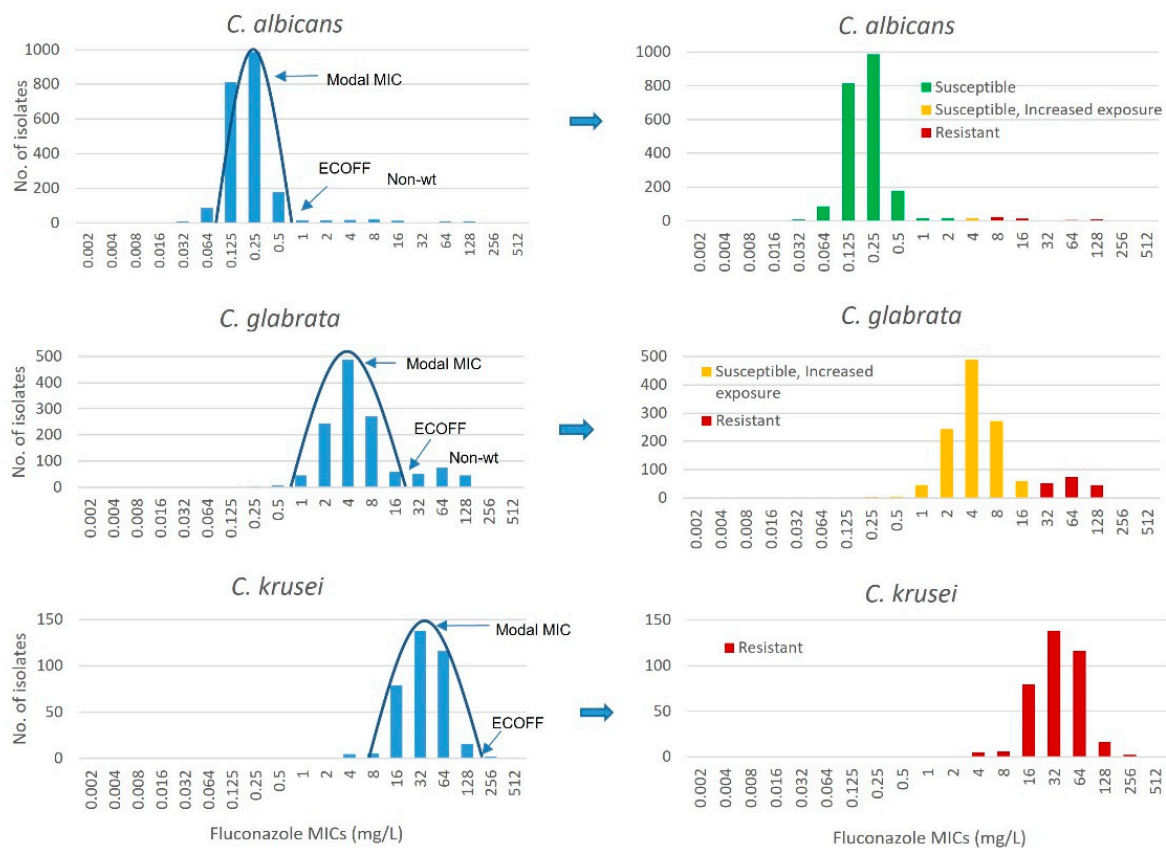 C. albicans
1000
800
600
400
200
0
No. of isolates
Modal MIC
ECOFF
Non-wt
0.002 0.004 0.008 0.016 0.032 0.064 0.125 0.25 0.5 1 2 4 8 16 32 64 128 256 512
C. albicans
1000
800
600
400
200
0
Susceptible
Susceptible, Increased exposure
Resistant
0.002 0.004 0.008 0.016 0.032 0.064 0.125 0.25 0.5 1 2 4 8 16 32 64 128 256 512
C. glabrata
500
400
300
200
100
0
No. of isolates
Modal MIC
ECOFF
Non-wt
0.002 0.004 0.008 0.016 0.032 0.064 0.125 0.25 0.5 1 2 4 8 16 32 64 128 256 512
C. glabrata
500
400
300
200
100
0
Susceptible, Increased
exposure
Resistant
0.002 0.004 0.008 0.016 0.032 0.064 0.125 0.25 0.5 1 2 4 8 16 32 64 128 256 512
C. krusei
150
100
50
0
No. of isolates
Modal MIC
ECOFF
0.002 0.004 0.008 0.016 0.032 0.064 0.125 0.25 0.5 1 2 4 8 16 32 64 128 256 512
Fluconazole MICs (mg/L)
C. krusei
150
100
50
0
Resistant
0.002 0.004 0.008 0.016 0.032 0.064 0.125 0.25 0.5 1 2 4 8 16 32 64 128 256 512
Fluconazole MICs (mg/L)